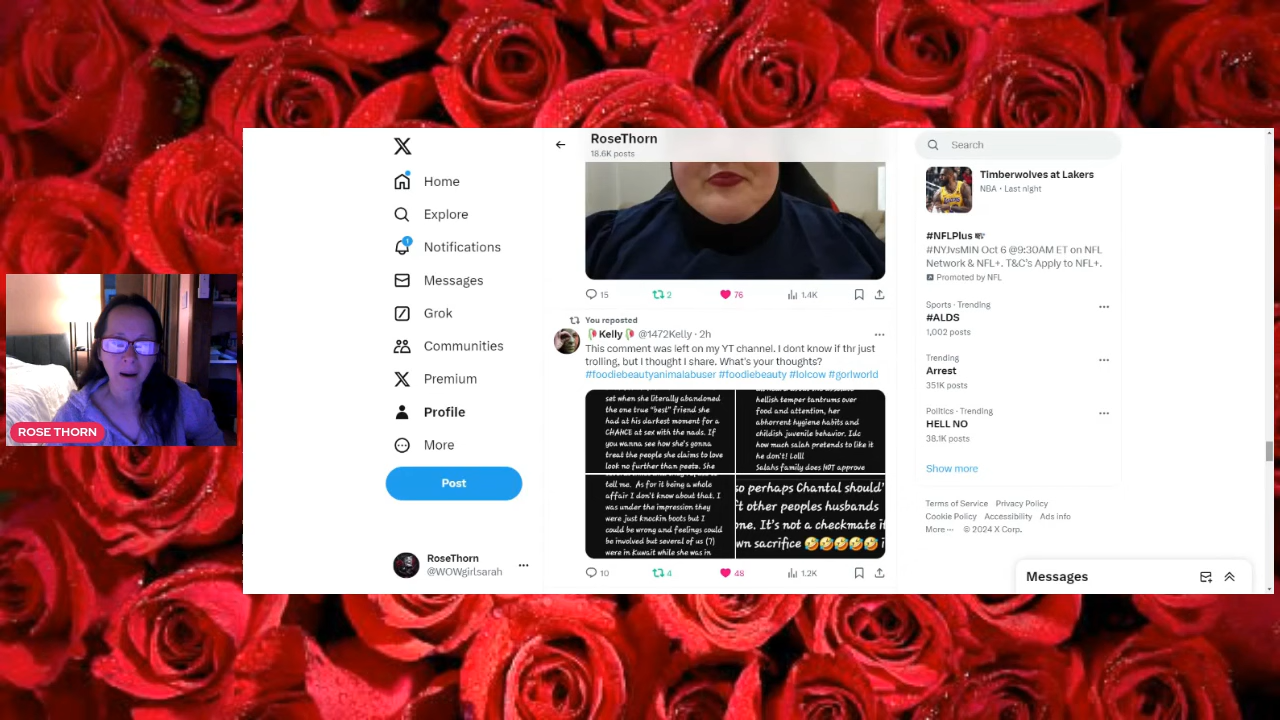 RoseThorn
18.6K posts
Home
Explore
Notifications
1
Messages
Grok
Communities
Premium
Profile
More
Post
RoseThorn
@WOWgirlsarah
15
2
76
1.4K
You reposted
Kelly @1472Kelly · 2h
This comment was left on my YT channel. I dont know if thr just
trolling, but I thought I share. What's your thoughts?
#foodiebeautyanimalabuser #foodiebeauty #lolcow #gorlworld
set when she literally abandoned
the one true "best" friend she
had at his darkest moment for a
CHANCE at sex with the nads. If
you wanna see how she's gonna
treat the people she claims to love
look no further than peetz. She
hellish temper tantrums over
food and attention, her
abhorrent hygiene habits and
childish juvenile behavior. Idc
how much salah pretends to like it
he don't! Lolll
Salahs family does NOT approve
tell me. As for it being a whole
affair I don't know about that, I
was under the impression they
were just knockin boots but I
could be wrong and feelings could
be involved but several of us (7)
were in Kuwait while she was in
so perhaps Chantal should'
ft other peoples husbands
one. It's not a checkmate if
wn sacrifice 🤣🤣🤣🤣🤣 i
10
4
48
1.2K
Search
Timberwolves at Lakers
NBA · Last night
#NFLPlus
#NYJvsMIN Oct 6 @9:30AM ET on NFL
Network & NFL+. T&C's Apply to NFL+.
Promoted by NFL
Sports · Trending
#ALDS
1,002 posts
Trending
Arrest
351K posts
Politics · Trending
HELL NO
38.1K posts
Show more
Terms of Service Privacy Policy
Cookie Policy Accessibility Ads info
More ··· © 2024 X Corp.
Messages
ROSE THORN